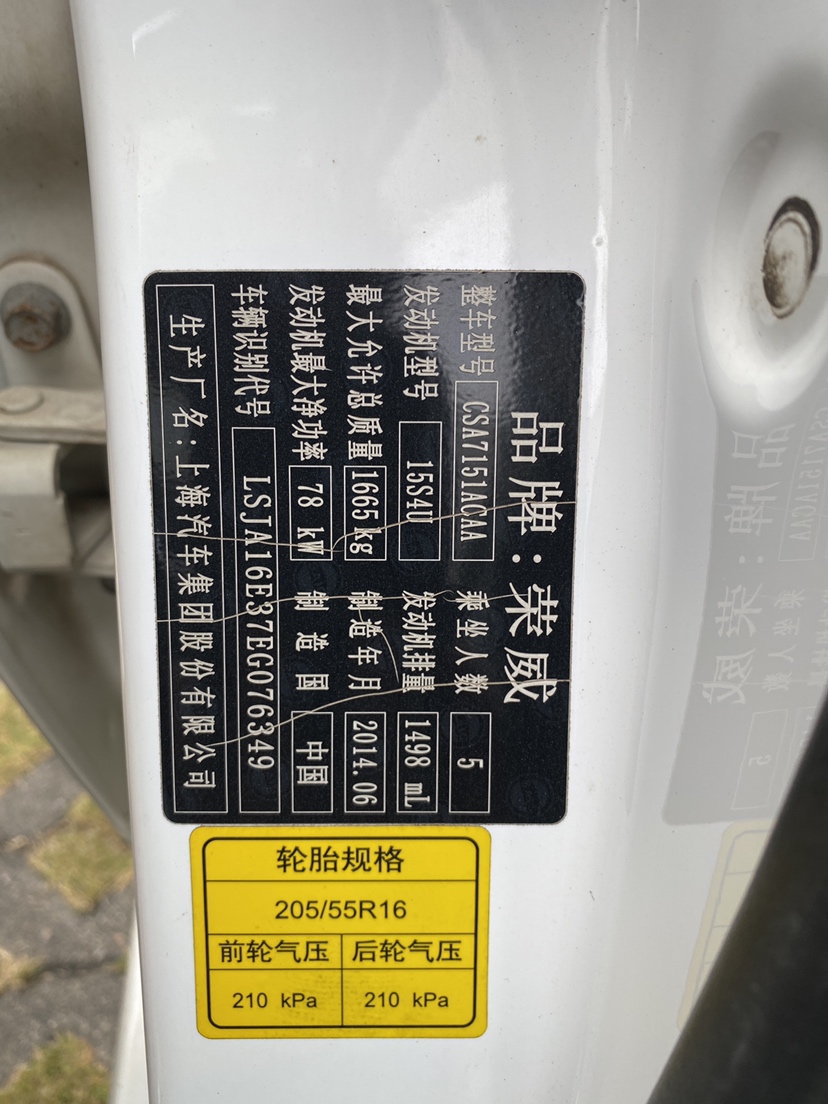 品牌:荣威
整车型号 CSA7151ACAA 乘坐人数 5
发动机型号 15S4U 发动机排量 1498 mL
最大允许总质量 1665 kg 制造年月 2014.06
发动机最大净功率 78 kW 制造国 中国
车辆识别代号 LSJA16E37EG076349
生产厂名:上海汽车集团股份有限公司
轮胎规格
205/55R16
前轮气压 后轮气压
210 kPa 210 kPa